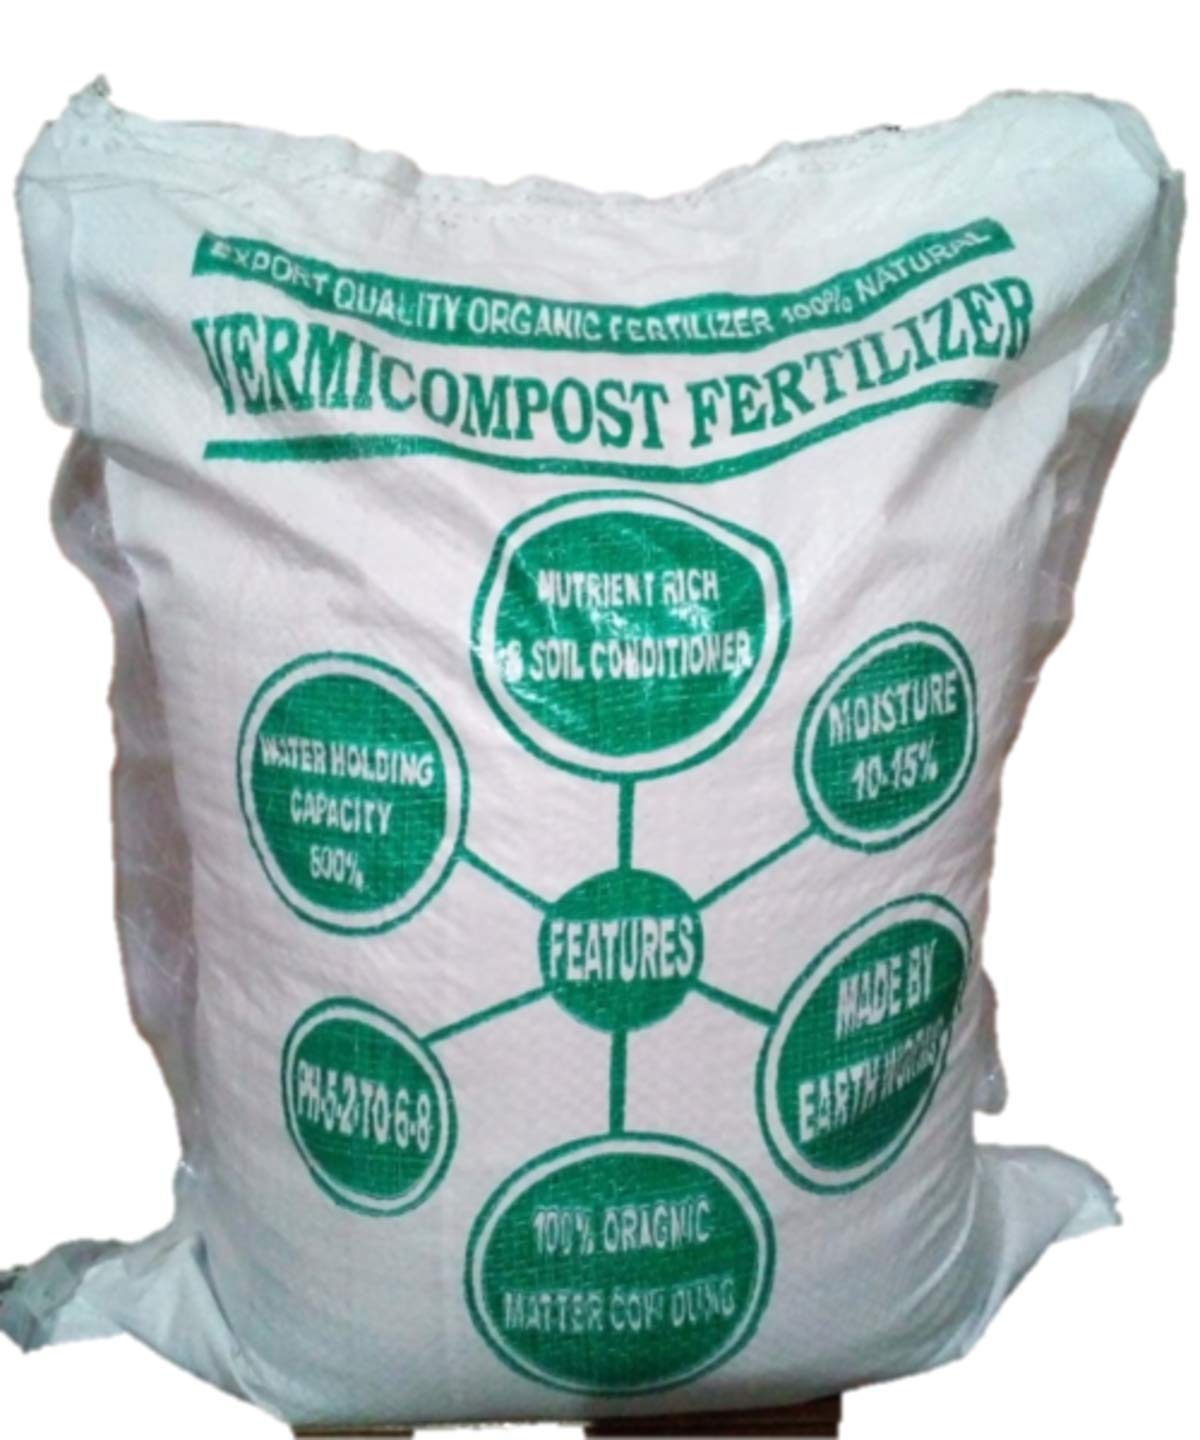 EXPORT QUALITY ORGANIC FERTILIZER 100% NATURAL
VERMICOMPOST FERTILIZER
NUTRIENT RICH
& SOIL CONDITIONER
MOISTURE
10-15%
WATER HOLDING
CAPACITY
800%
FEATURES
MADE BY
EARTH WORMS
PH-5-2-TO 6-8
100% ORAGNIC
MATTER COW DUNG